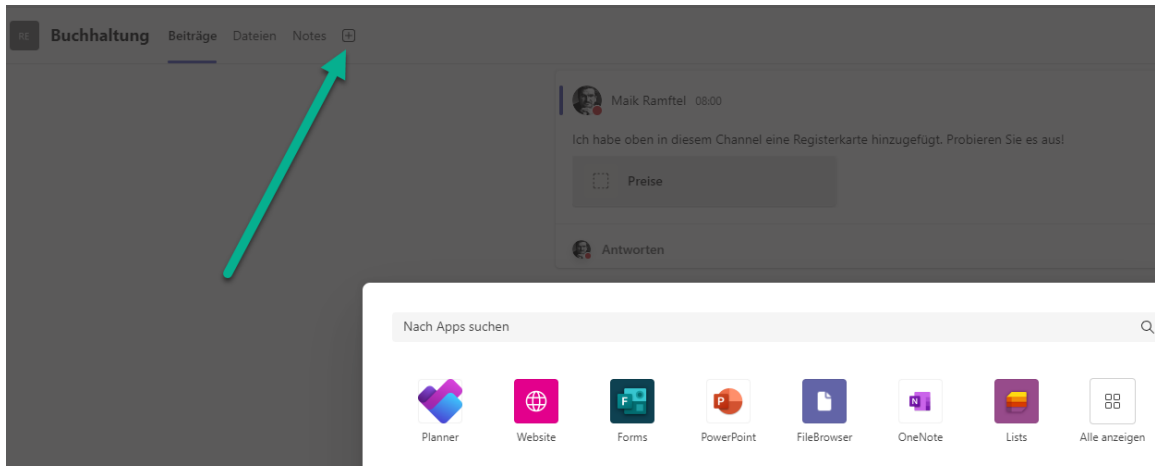 RE Buchhaltung Beiträge Dateien Notes
Maik Ramftel 08:00
Ich habe oben in diesem Channel eine Registerkarte hinzugefügt. Probieren Sie es aus!
Preise
Antworten
Nach Apps suchen
Planner Website Forms PowerPoint FileBrowser OneNote Lists Alle anzeigen